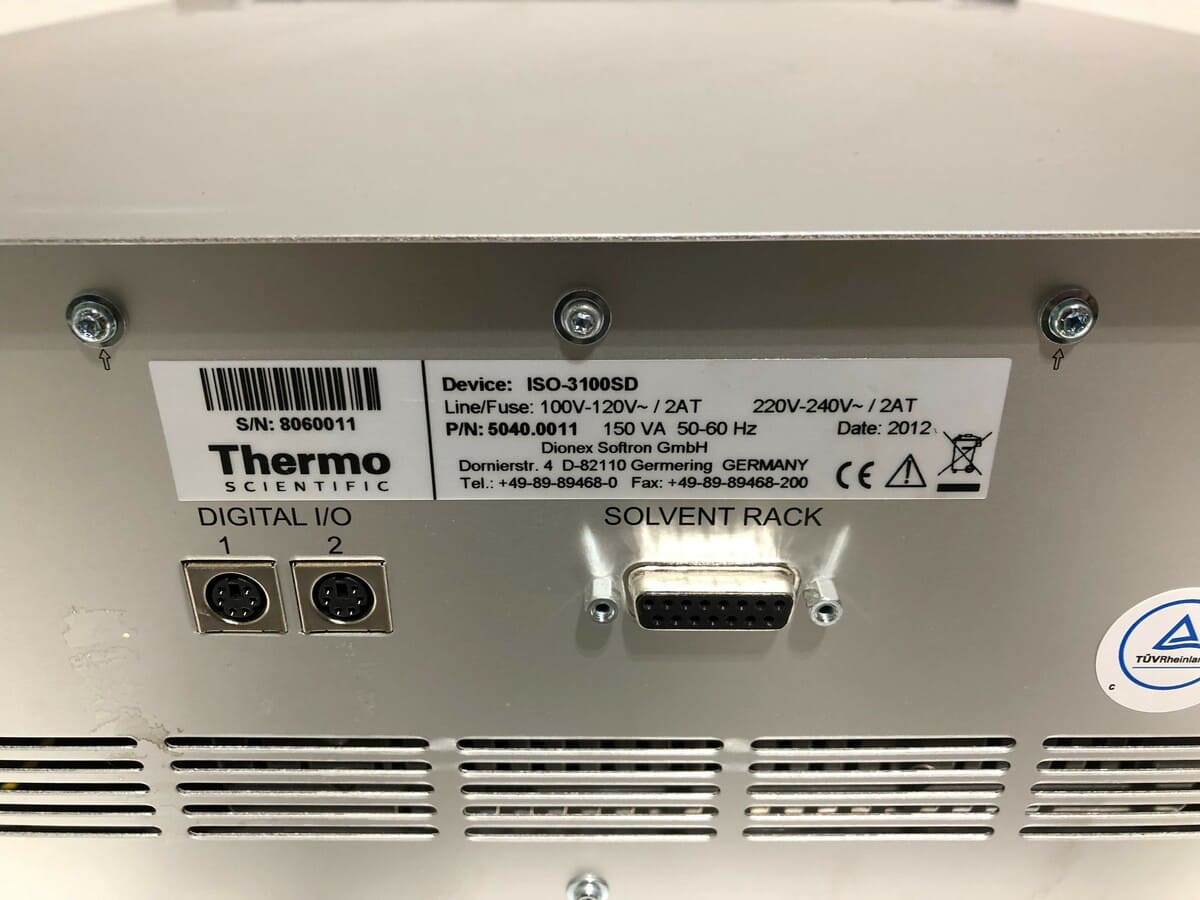 S/N: 8060011
Thermo
SCIENTIFIC
Device: ISO-3100SD
Line/Fuse: 100V-120V~ / 2AT 220V-240V~ / 2AT
P/N: 5040.0011 150 VA 50-60 Hz Date: 2012
Dionex Softron GmbH
Dornierstr. 4 D-82110 Germering GERMANY
Tel.: +49-89-89468-0 Fax: +49-89-89468-200
CE
DIGITAL I/O
1 2
SOLVENT RACK
TÜVRheinlan
c